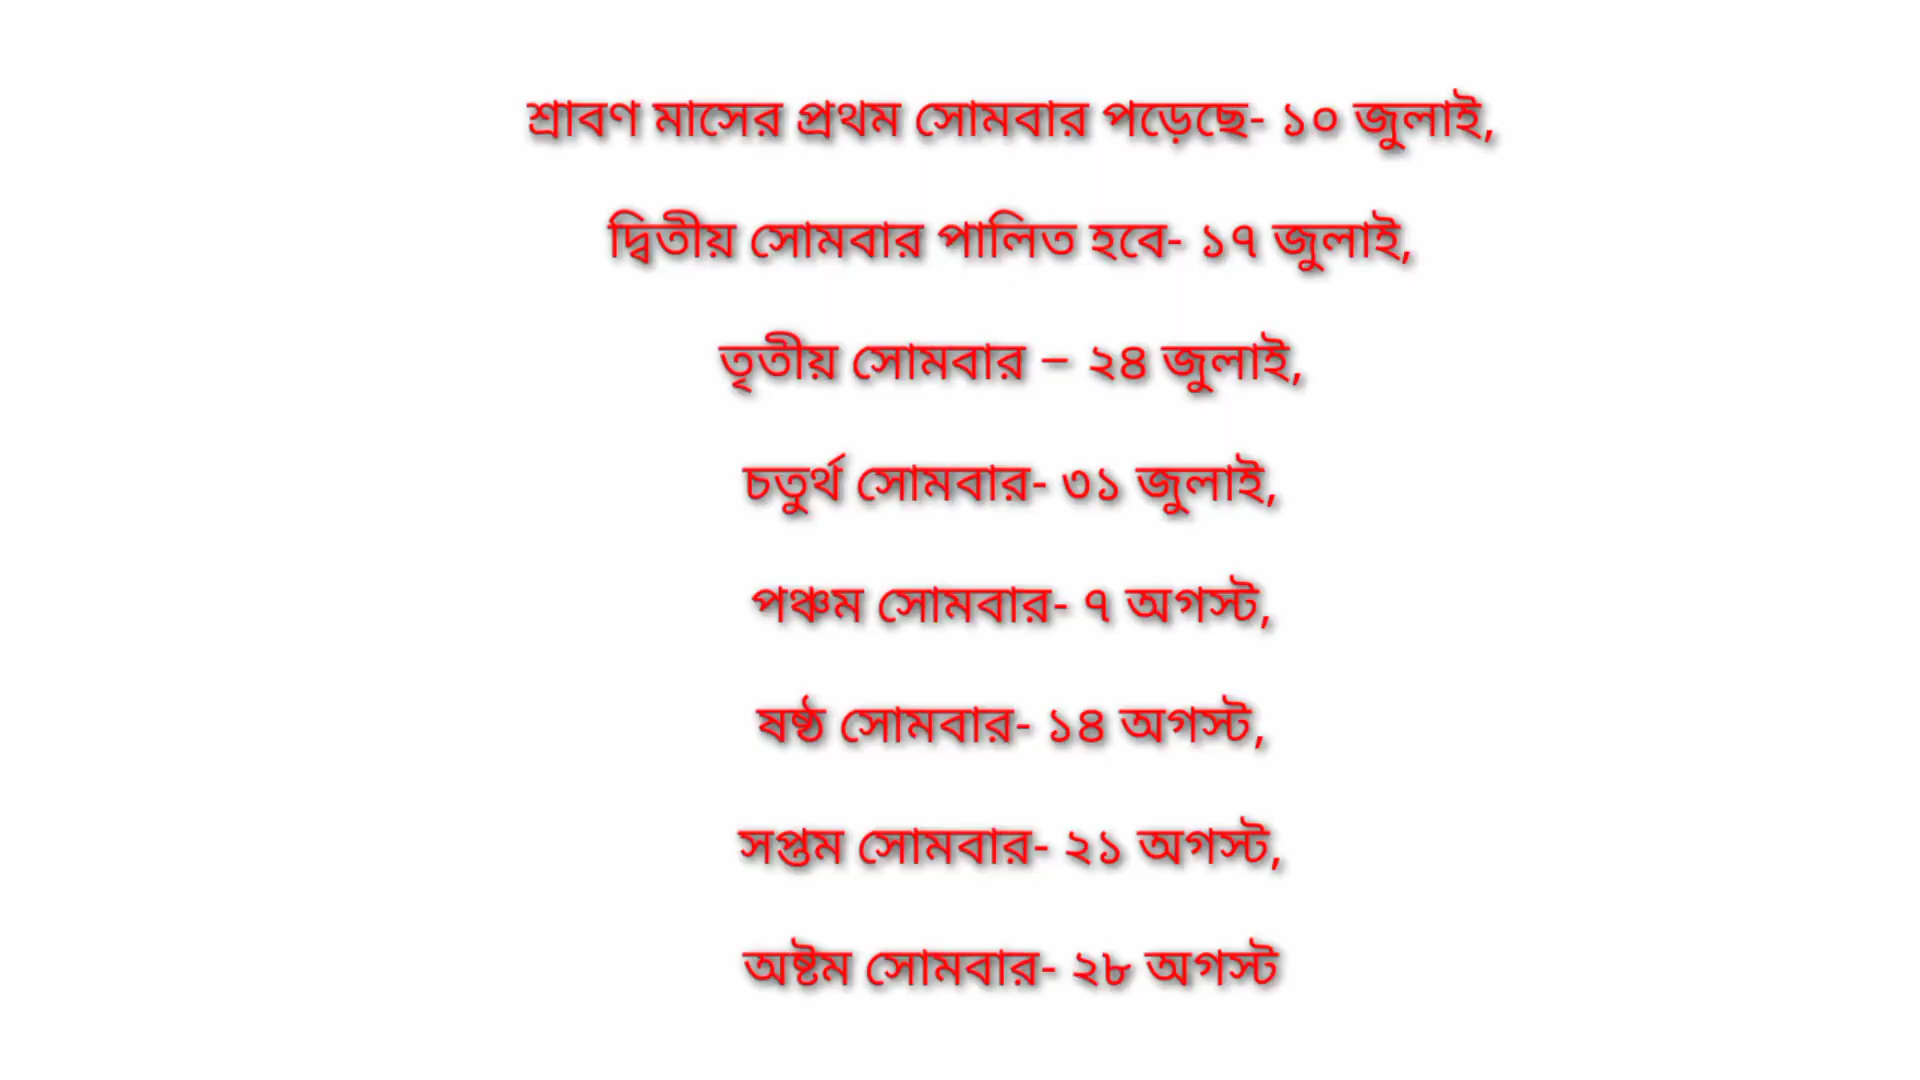 শ্রাবণ মাসের প্রথম সোমবার পড়েছে- ১০ জুলাই,
দ্বিতীয় সোমবার পালিত হবে- ১৭ জুলাই,
তৃতীয় সোমবার – ২৪ জুলাই,
চতুর্থ সোমবার- ৩১ জুলাই,
পঞ্চম সোমবার- ৭ অগস্ট,
ষষ্ঠ সোমবার- ১৪ অগস্ট,
সপ্তম সোমবার- ২১ অগস্ট,
অষ্টম সোমবার- ২৮ অগস্ট